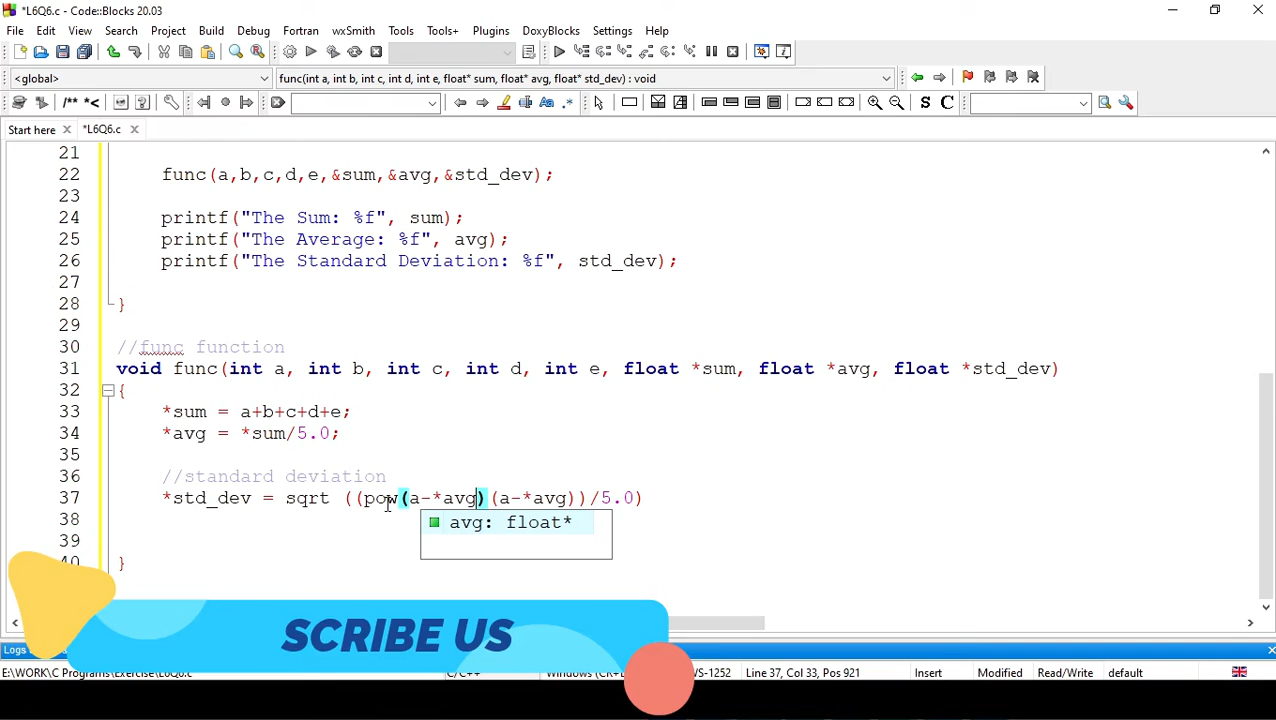 *L6Q6.c - Code::Blocks 20.03
File Edit View Search Project Build Debug Fortran wxSmith Tools Tools+ Plugins DoxyBlocks Settings Help
<global> func(int a, int b, int c, int d, int e, float* sum, float* avg, float* std_dev) : void
/** *< .* S C
Start here *L6Q6.c
21
22 func(a,b,c,d,e,&sum,&avg,&std_dev);
23
24 printf("The Sum: %f", sum);
25 printf("The Average: %f", avg);
26 printf("The Standard Deviation: %f", std_dev);
27
28 }
29
30 //func function
31 void func(int a, int b, int c, int d, int e, float *sum, float *avg, float *std_dev)
32 {
33 *sum = a+b+c+d+e;
34 *avg = *sum/5.0;
35
36 //standard deviation
37 *std_dev = sqrt ((pow(a-*avg)(a-*avg))/5.0)
38 avg: float*
39
40 }
SCRIBE US
Logs
E:\WORK\C Programs\Exercise\L6Q6.c C/C++ Windows (CR+L WS-1252 Line 37, Col 33, Pos 921 Insert Modified Read/Write default